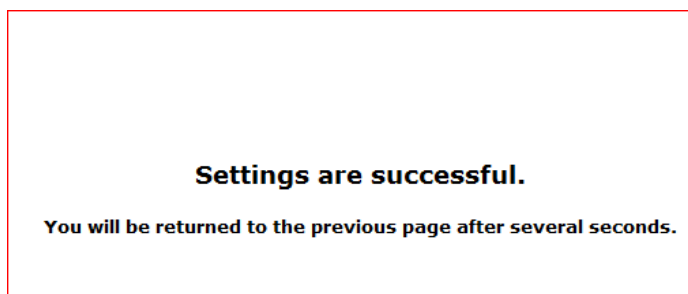 Settings are successful.
You will be returned to the previous page after several seconds.